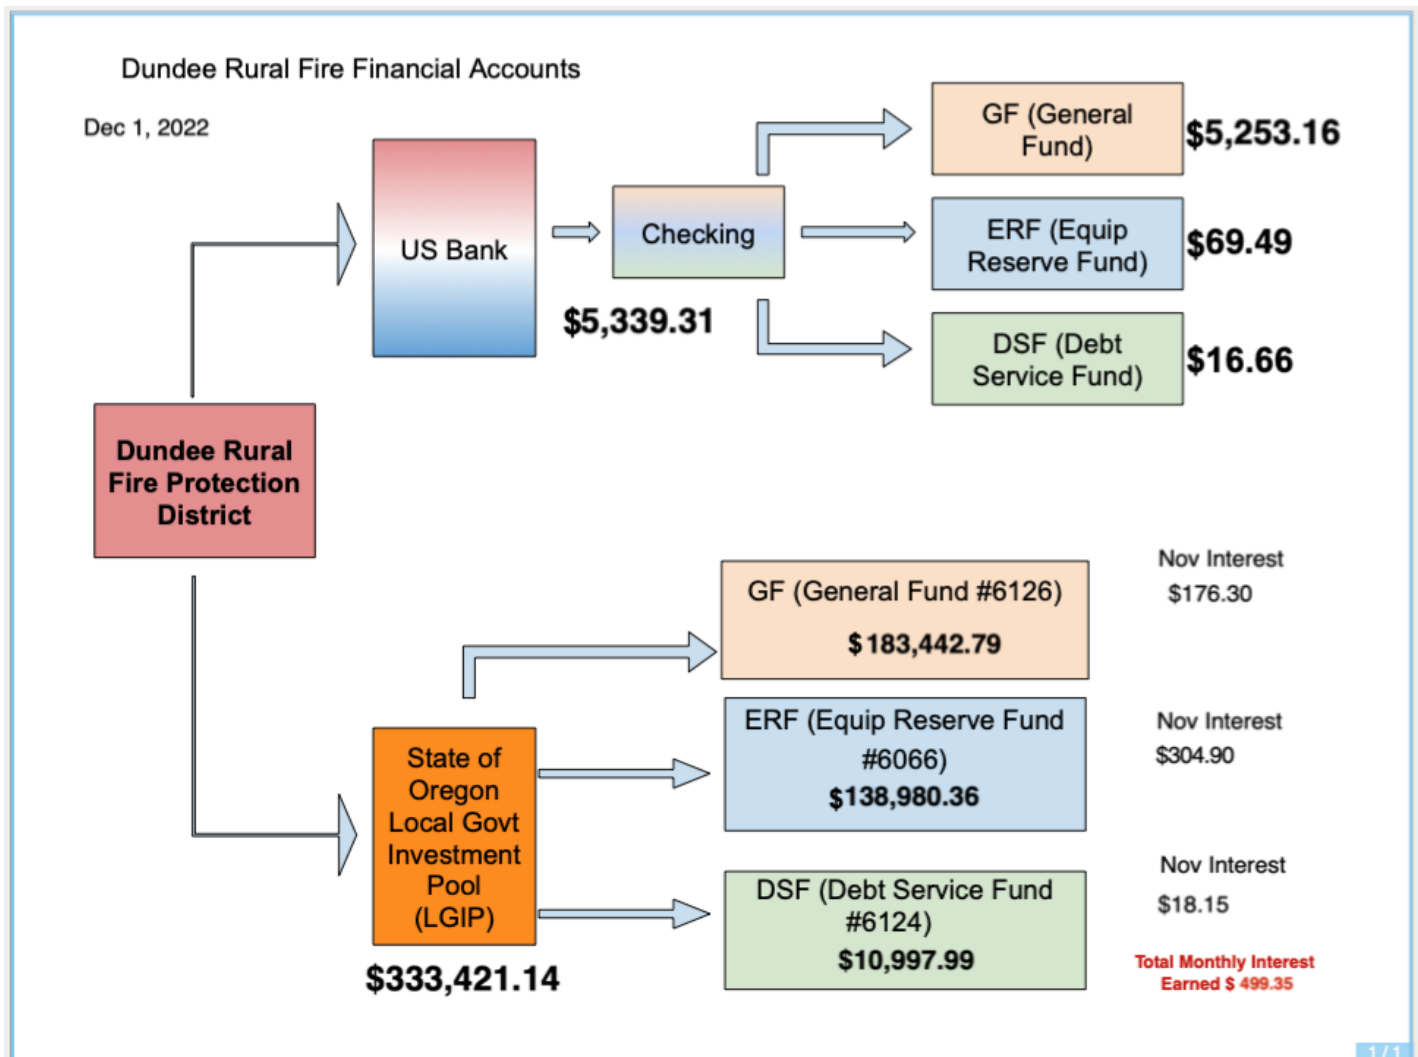 Dundee Rural Fire Financial Accounts
Dec 1, 2022
US Bank
Checking
$5,339.31
GF (General
Fund)
$5,253.16
ERF (Equip
Reserve Fund)
$69.49
DSF (Debt
Service Fund)
$16.66
Dundee Rural
Fire Protection
District
State of
Oregon
Local Govt
Investment
Pool
(LGIP)
$333,421.14
GF (General Fund #6126)
$183,442.79
Nov Interest
$176.30
ERF (Equip Reserve Fund
#6066)
$138,980.36
Nov Interest
$304.90
DSF (Debt Service Fund
#6124)
$10,997.99
Nov Interest
$18.15
Total Monthly Interest
Earned $ 499.35
1/1